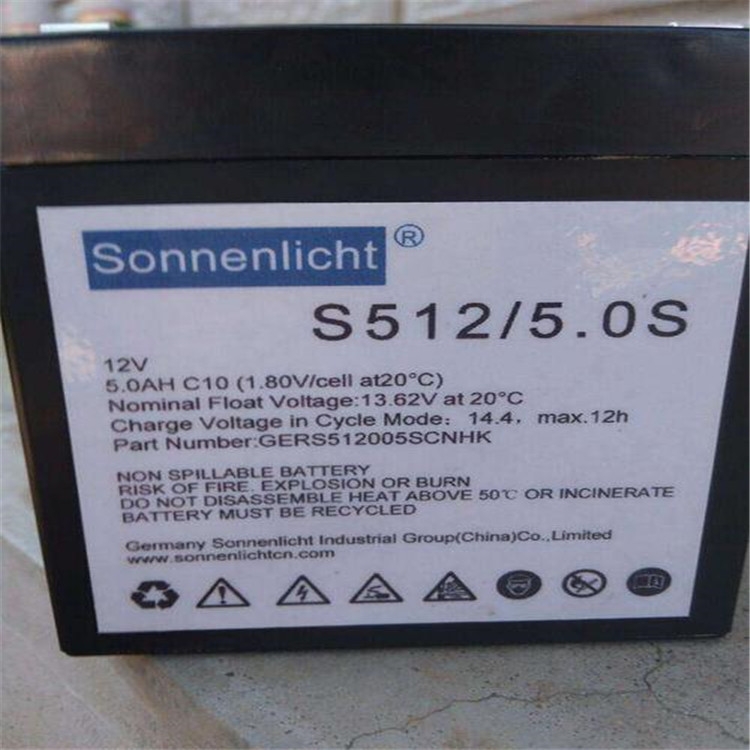 Sonnenlicht ®
S512/5.0S
12V
5.0AH C10 (1.80V/cell at20°C)
Nominal Float Voltage:13.62V at 20°C
Charge Voltage in Cycle Mode：14.4，max.12h
Part Number:GERS512005SCNHK
NON SPILLABLE BATTERY
RISK OF FIRE. EXPLOSION OR BURN
DO NOT DISASSEMBLE HEAT ABOVE 50℃ OR INCINERATE
BATTERY MUST BE RECYCLED
Germany Sonnenlicht Industrial Group(China)Co.,Limited
www.sonnenlichtcn.com